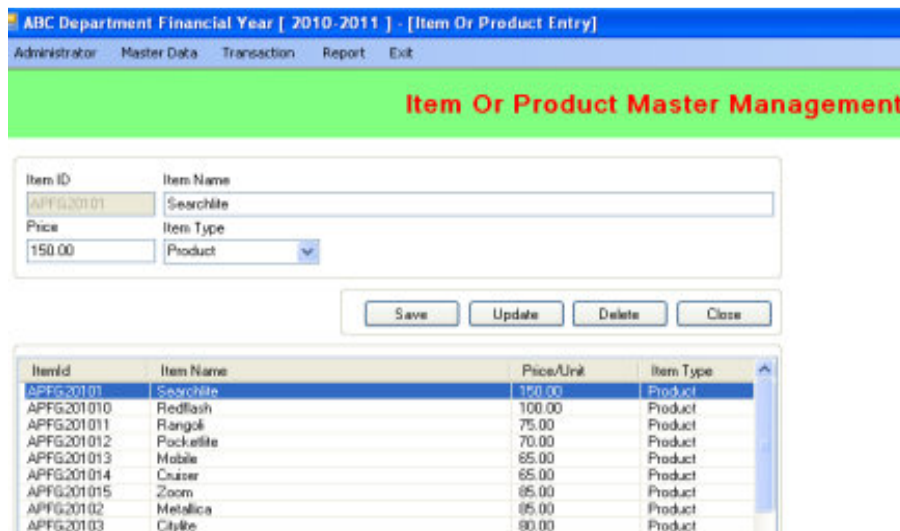 ABC Department Financial Year [ 2010-2011 ] - [Item Or Product Entry]
Administrator Master Data Transaction Report Exit
Item Or Product Master Management
Item ID Item Name
APFG20101 Searchlite
Price Item Type
150.00 Product
Save Update Delete Close
ItemId Item Name Price/Unit Item Type
APFG20101 Searchlite 150.00 Product
APFG201010 Redflash 100.00 Product
APFG201011 Rangoli 75.00 Product
APFG201012 Pocketlite 70.00 Product
APFG201013 Mobile 65.00 Product
APFG201014 Cruiser 65.00 Product
APFG201015 Zoom 85.00 Product
APFG20102 Metallica 85.00 Product
APFG20103 Citylite 80.00 Product